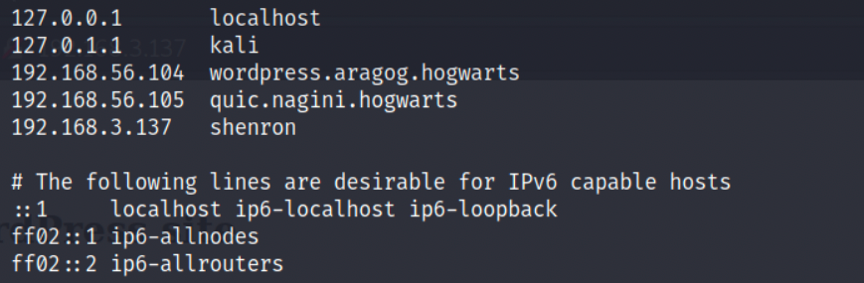 127.0.0.1       localhost
127.0.1.1       kali
192.168.56.104  wordpress.aragog.hogwarts
192.168.56.105  quic.nagini.hogwarts
192.168.3.137   shenron
# The following lines are desirable for IPv6 capable hosts
::1     localhost ip6-localhost ip6-loopback
ff02::1 ip6-allnodes
ff02::2 ip6-allrouters